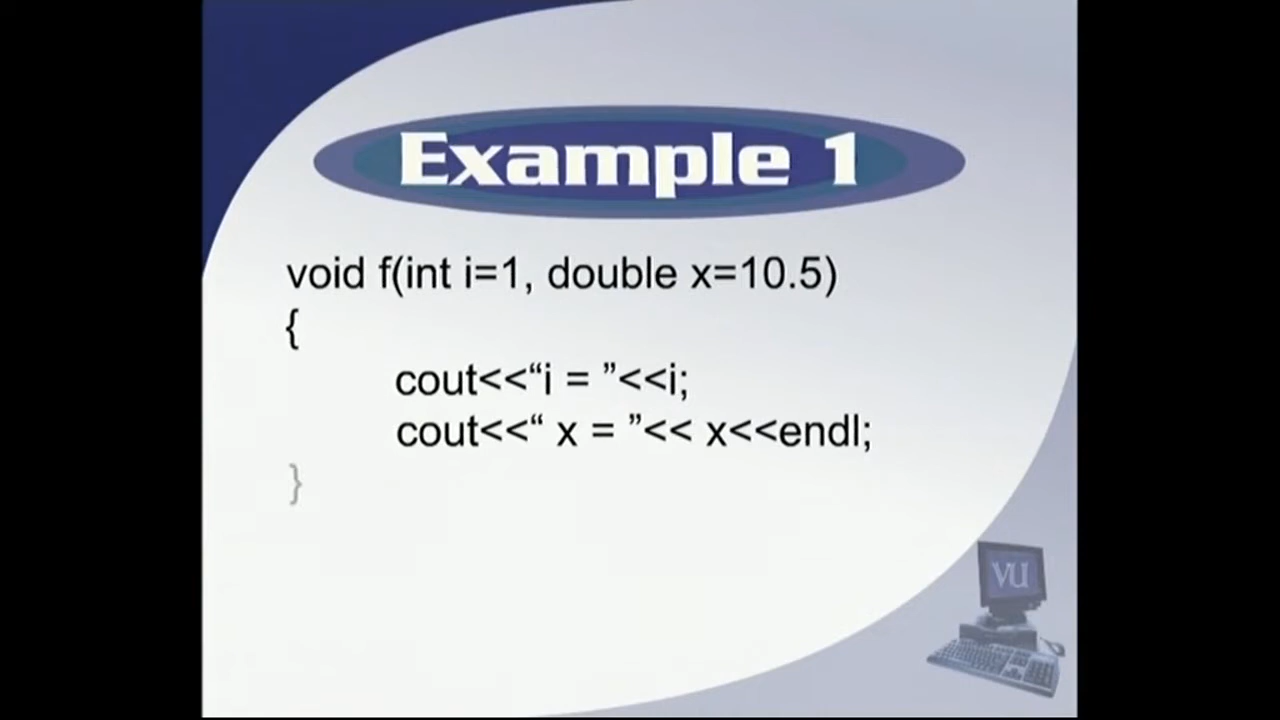 Example 1
void f(int i=1, double x=10.5)
{
cout<<“i = ”<<i;
cout<<“ x = ”<< x<<endl;
}
VU